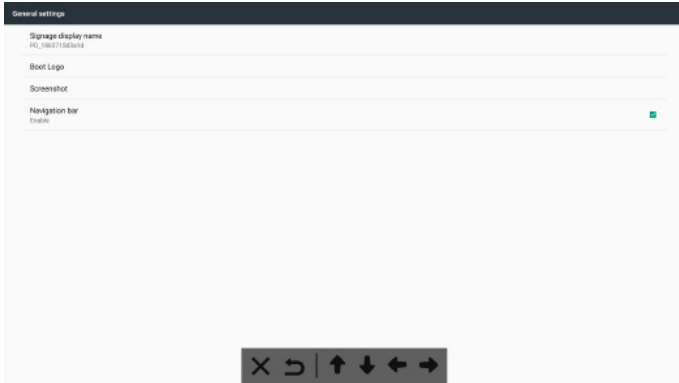 General settings
Signage display name
Boot Logo
Screenshot
Navigation bar
Enable